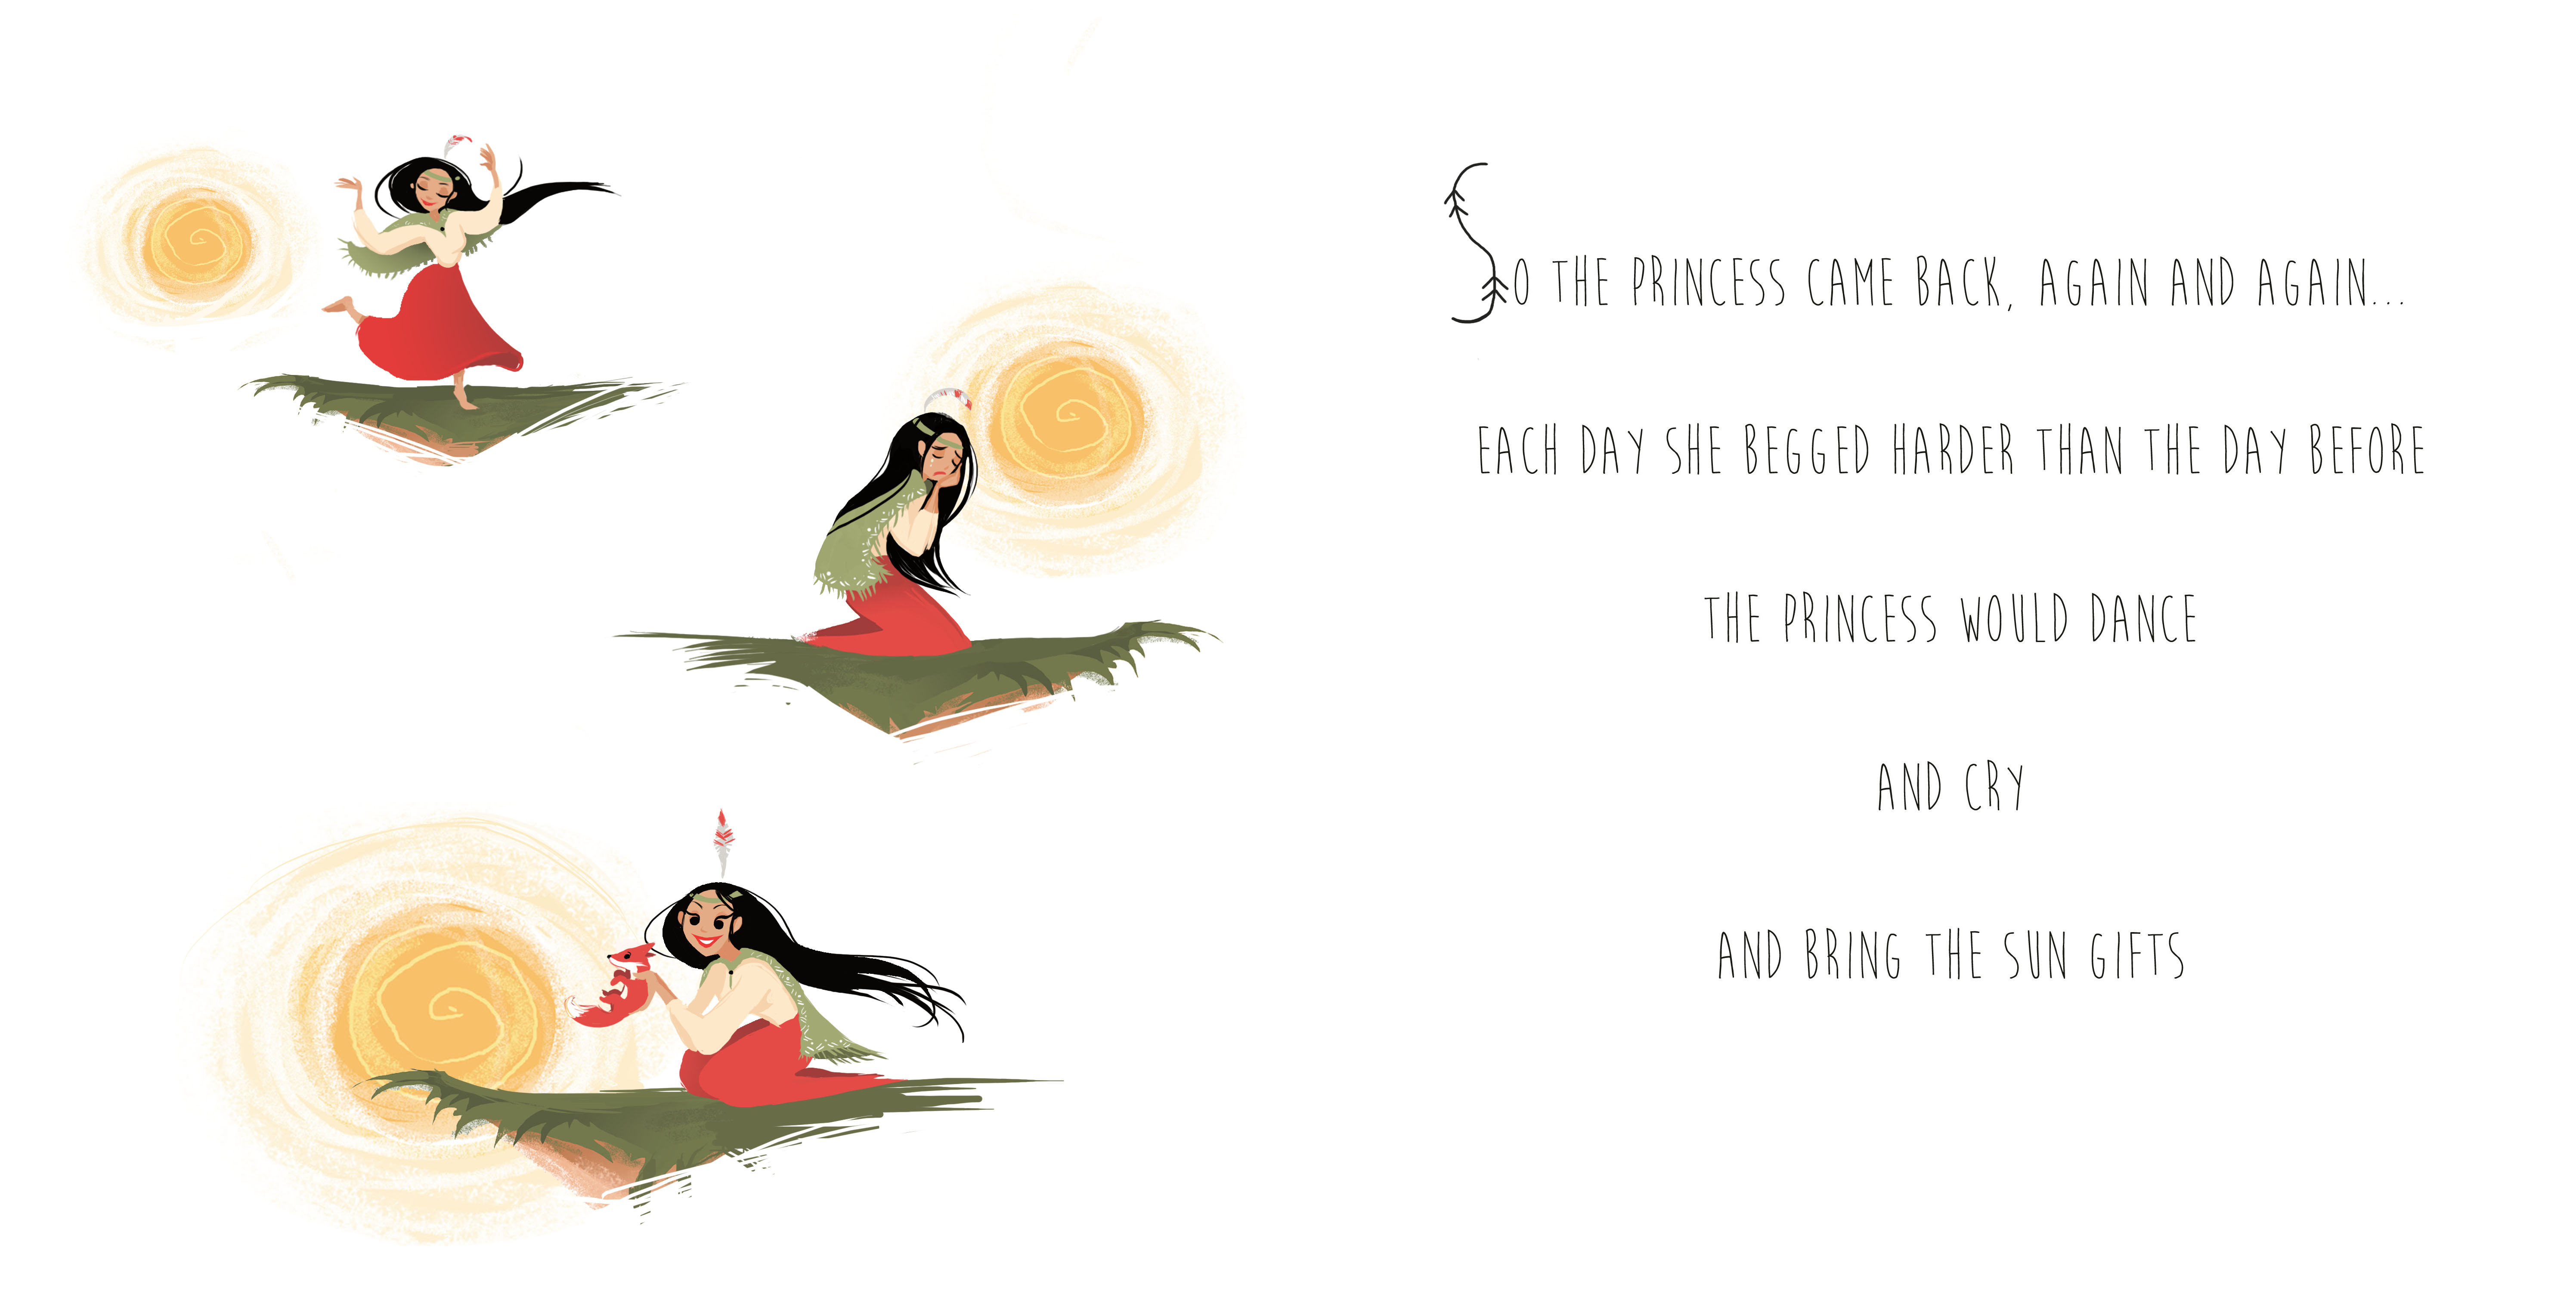 SO THE PRINCESS CAME BACK, AGAIN AND AGAIN...
EACH DAY SHE BEGGED HARDER THAN THE DAY BEFORE
THE PRINCESS WOULD DANCE
AND CRY
AND BRING THE SUN GIFTS